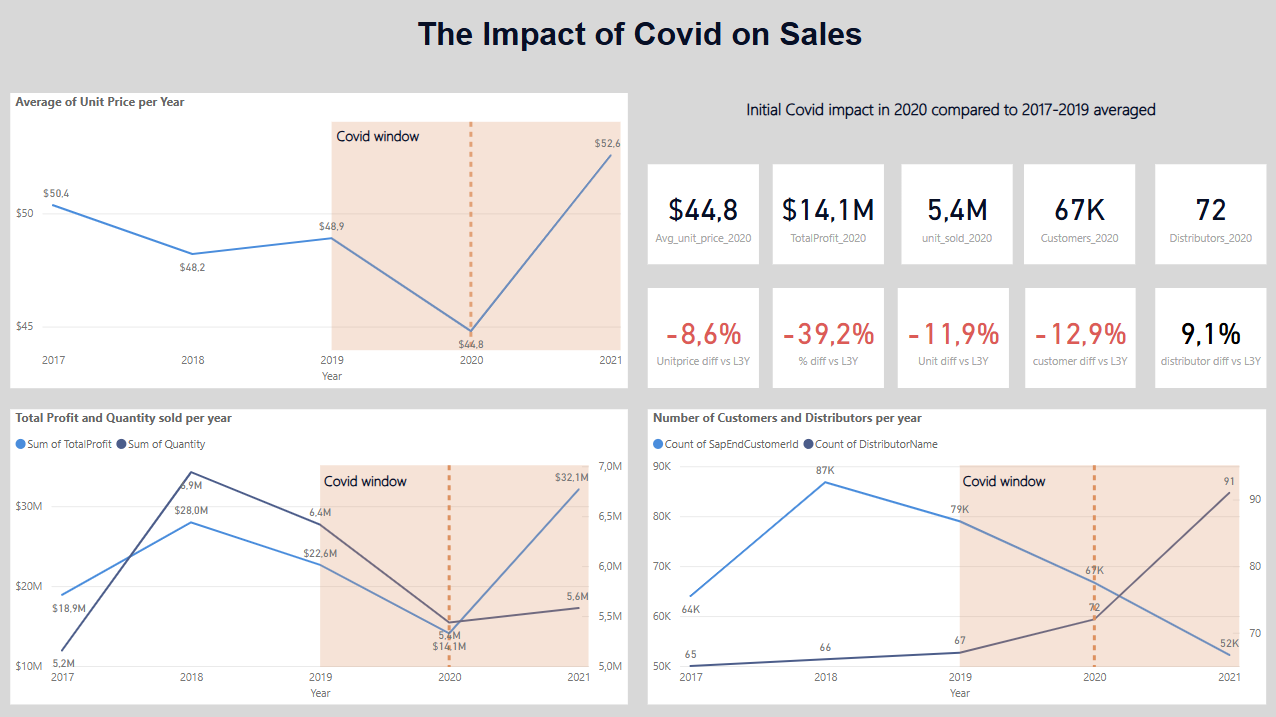 The Impact of Covid on Sales
Average of Unit Price per Year
Covid window
$50,4
$48,2
$48,9
$44,8
$52,6
$50
$45
2017 2018 2019 2020 2021
Year
Initial Covid impact in 2020 compared to 2017-2019 averaged
$44,8
Avg_unit_price_2020
$14,1M
TotalProfit_2020
5,4M
unit_sold_2020
67K
Customers_2020
72
Distributors_2020
-8,6%
Unitprice diff vs L3Y
-39,2%
% diff vs L3Y
-11,9%
Unit diff vs L3Y
-12,9%
customer diff vs L3Y
9,1%
distributor diff vs L3Y
Total Profit and Quantity sold per year
Sum of TotalProfit Sum of Quantity
Covid window
$30M
$20M
$10M
7,0M
6,5M
6,0M
5,5M
5,0M
$18,9M
$28,0M
$22,6M
$14,1M
$32,1M
5,2M
6,9M
6,4M
5,4M
5,6M
2017 2018 2019 2020 2021
Year
Number of Customers and Distributors per year
Count of SapEndCustomerId Count of DistributorName
Covid window
90K
80K
70K
60K
50K
90
80
70
64K
87K
79K
67K
52K
65
66
67
72
91
2017 2018 2019 2020 2021
Year